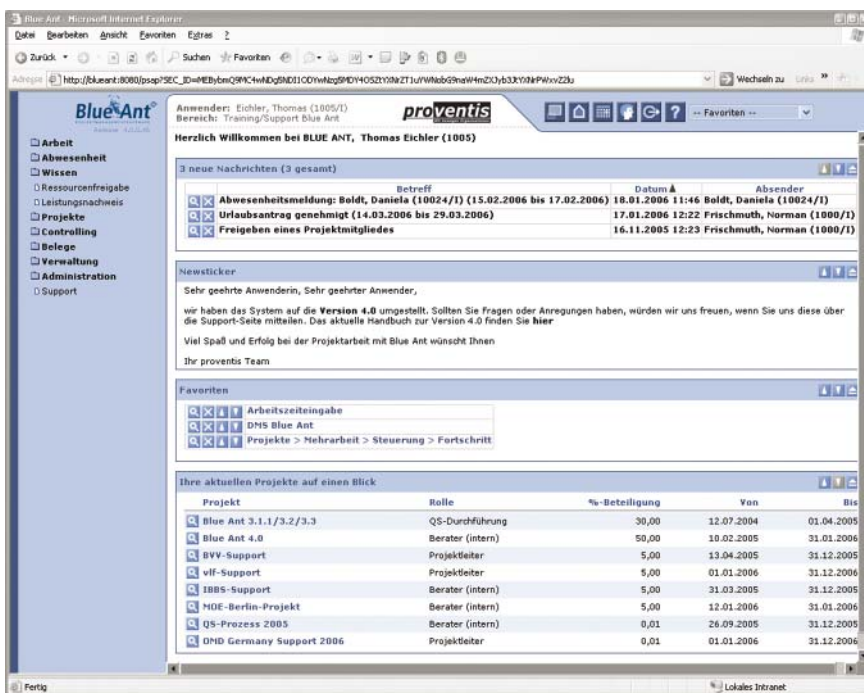 Blue Ant - Microsoft Internet Explorer
Datei Bearbeiten Ansicht Favoriten Extras ?
Zurück Suchen Favoriten
Adresse Wechseln zu Links »
BlueAnt°
Anwender: Eichler, Thomas (1005/I)
Bereich: Training/Support Blue Ant
proventis
-- Favoriten --
Herzlich Willkommen bei BLUE ANT, Thomas Eichler (1005)
Arbeit
Abwesenheit
Wissen
Ressourcenfreigabe
Leistungsnachweis
Projekte
Controlling
Belege
Verwaltung
Administration
Support
3 neue Nachrichten (3 gesamt)
Betreff Datum Absender
Abwesenheitsmeldung: Boldt, Daniela (10024/I) (15.02.2006 bis 17.02.2006) 18.01.2006 11:46 Boldt, Daniela (10024/I)
Urlaubsantrag genehmigt (14.03.2006 bis 29.03.2006) 17.01.2006 12:22 Frischmuth, Norman (1000/I)
Freigeben eines Projektmitgliedes 16.11.2005 12:23 Frischmuth, Norman (1000/I)
Newsticker
Sehr geehrte Anwenderin, Sehr geehrter Anwender,
wir haben das System auf die Version 4.0 umgestellt. Sollten Sie Fragen oder Anregungen haben, würden wir uns freuen, wenn Sie uns diese über
die Support-Seite mitteilen. Das aktuelle Handbuch zur Version 4.0 finden Sie hier
Viel Spaß und Erfolg bei der Projektarbeit mit Blue Ant wünscht Ihnen
Ihr proventis Team
Favoriten
Arbeitszeiteingabe
DMS Blue Ant
Projekte > Mehrarbeit > Steuerung > Fortschritt
Ihre aktuellen Projekte auf einen Blick
Projekt Rolle %-Beteiligung Von Bis
Blue Ant 3.1.1/3.2/3.3 QS-Durchführung 30,00 12.07.2004 01.04.2005
Blue Ant 4.0 Berater (intern) 50,00 10.02.2005 31.01.2006
BVV-Support Projektleiter 5,00 13.04.2005 31.12.2006
vlf-Support Projektleiter 5,00 01.01.2006 31.12.2006
IBBS-Support Berater (intern) 5,00 31.03.2005 31.12.2006
MOE-Berlin-Projekt Berater (intern) 5,00 12.01.2006 31.01.2006
QS-Prozess 2005 Berater (intern) 0,01 26.09.2005 31.12.2005
OMD Germany Support 2006 Projektleiter 0,01 01.01.2006 31.12.2006
Fertig Lokales Intranet